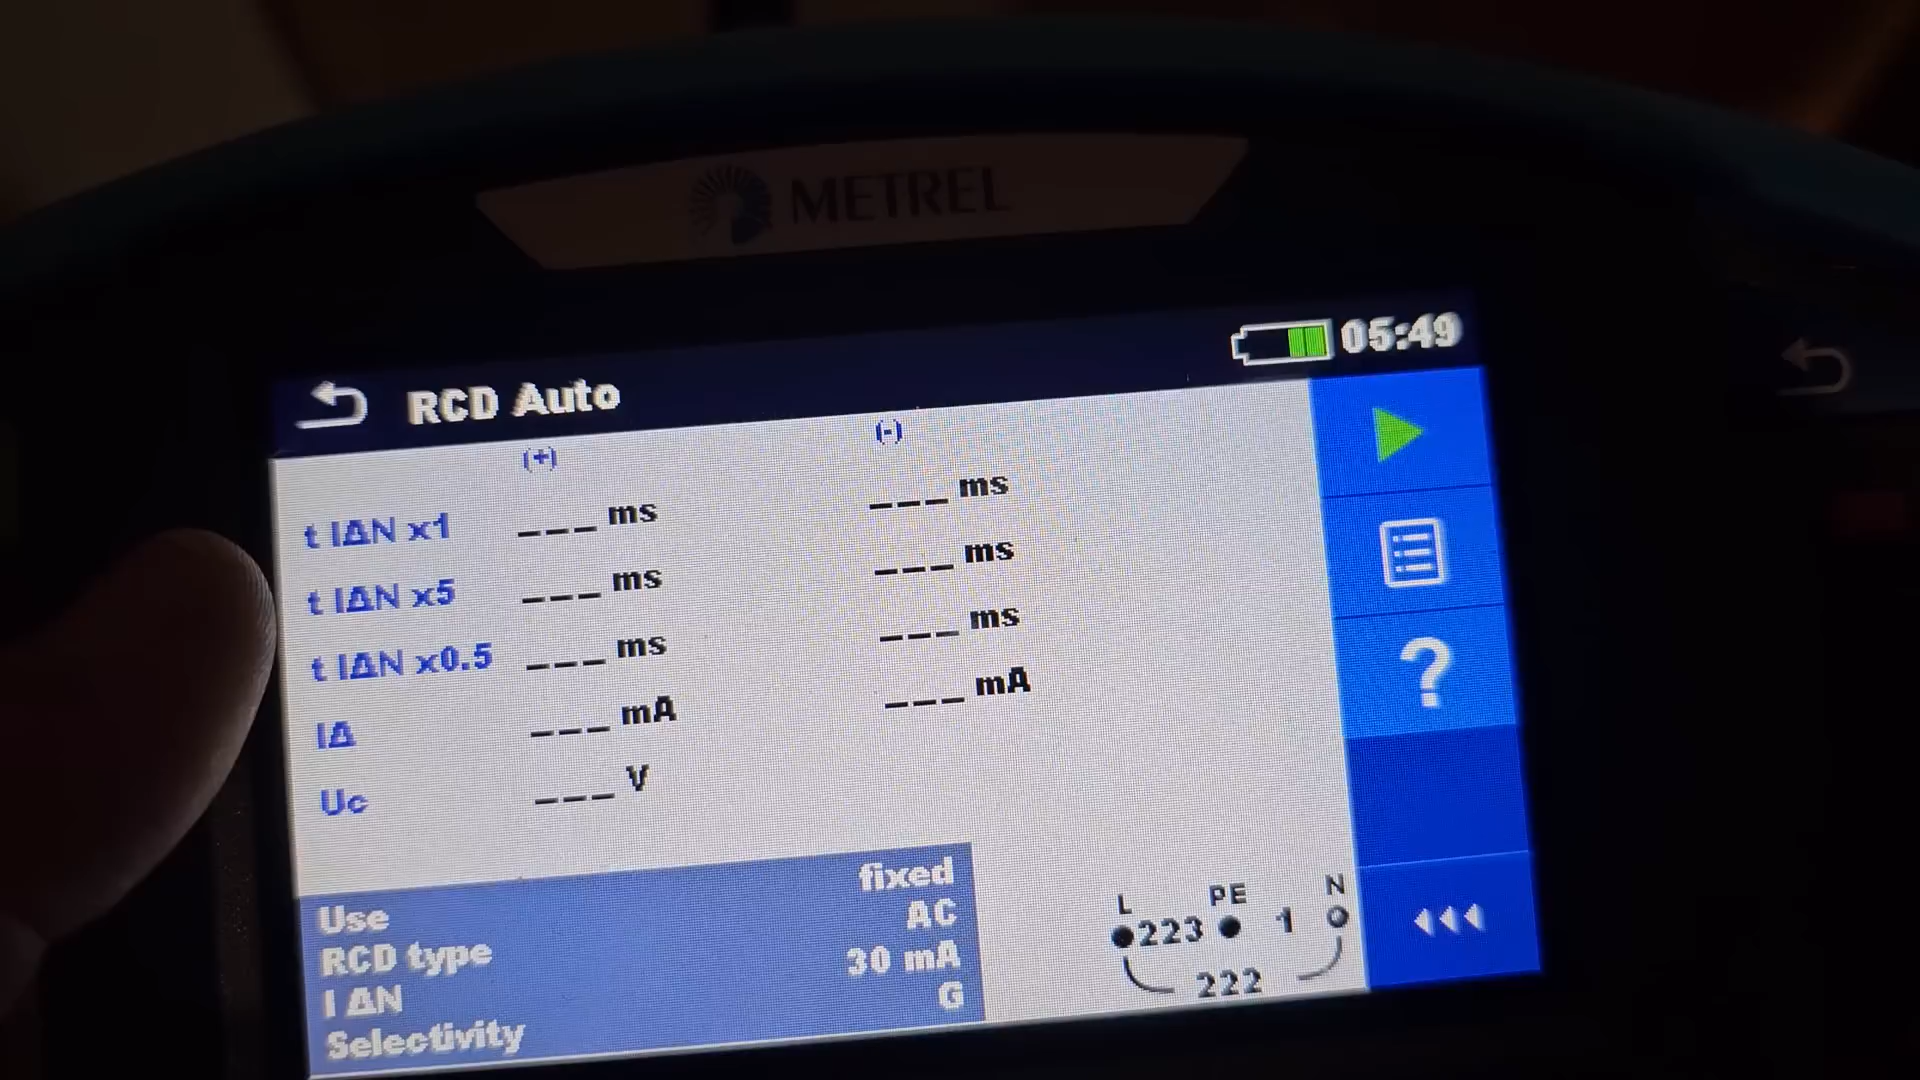 METREL
05:49
RCD Auto
(+) (-)
t IΔN x1 ___ ms ___ ms
t IΔN x5 ___ ms ___ ms
t IΔN x0.5 ___ ms ___ ms
IΔ ___ mA ___ mA
Uc ___ V
Use fixed
RCD type AC
I ΔN 30 mA
Selectivity G
L PE N
223 1
222
?